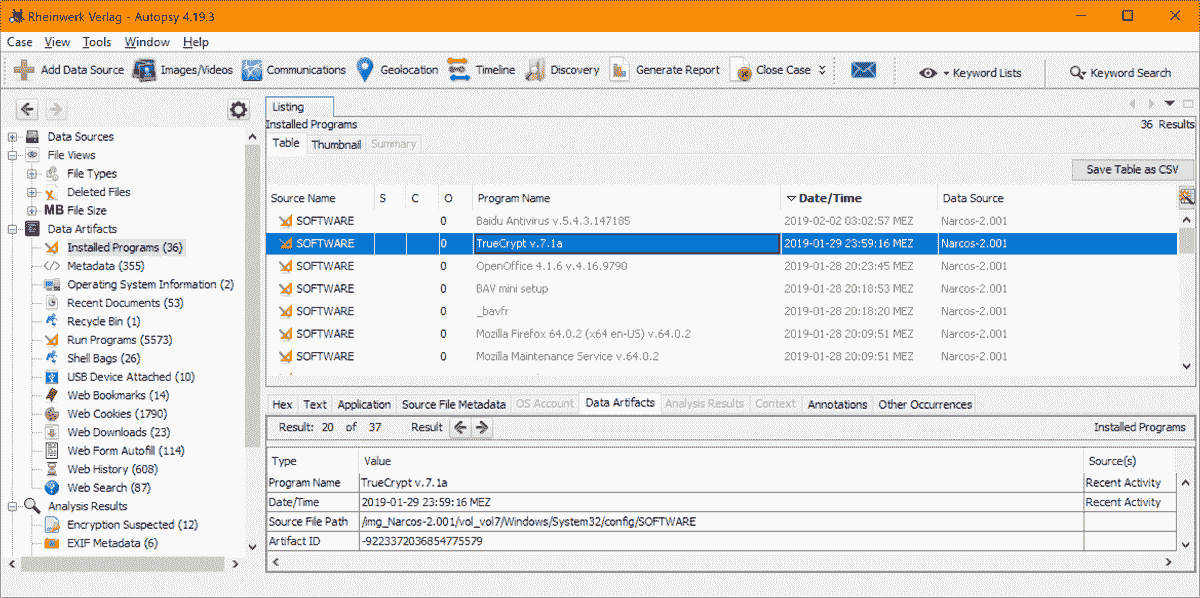 Rheinwerk Verlag - Autopsy 4.19.3
Case View Tools Window Help
Add Data Source Images/Videos Communications Geolocation Timeline Discovery Generate Report Close Case Keyword Lists Keyword Search
Listing
Installed Programs 36 Results
Table Thumbnail Summary
Save Table as CSV
Data Sources
File Views
File Types
Deleted Files
MB File Size
Data Artifacts
Installed Programs (36)
Metadata (355)
Operating System Information (2)
Recent Documents (53)
Recycle Bin (1)
Run Programs (5573)
Shell Bags (26)
USB Device Attached (10)
Web Bookmarks (14)
Web Cookies (1790)
Web Downloads (23)
Web Form Autofill (114)
Web History (608)
Web Search (87)
Analysis Results
Encryption Suspected (12)
EXIF Metadata (6)
Source Name S C O Program Name Date/Time Data Source
SOFTWARE 0 Baidu Antivirus v.5.4.3.147185 2019-02-02 03:02:57 MEZ Narcos-2.001
SOFTWARE 0 TrueCrypt v.7.1a 2019-01-29 23:59:16 MEZ Narcos-2.001
SOFTWARE 0 OpenOffice 4.1.6 v.4.16.9790 2019-01-28 20:23:45 MEZ Narcos-2.001
SOFTWARE 0 BAV mini setup 2019-01-28 20:18:53 MEZ Narcos-2.001
SOFTWARE 0 _bavfr 2019-01-28 20:18:20 MEZ Narcos-2.001
SOFTWARE 0 Mozilla Firefox 64.0.2 (x64 en-US) v.64.0.2 2019-01-28 20:09:51 MEZ Narcos-2.001
SOFTWARE 0 Mozilla Maintenance Service v.64.0.2 2019-01-28 20:09:51 MEZ Narcos-2.001
Hex Text Application Source File Metadata OS Account Data Artifacts Analysis Results Context Annotations Other Occurrences
Result: 20 of 37 Result Installed Programs
Type Value Source(s)
Program Name TrueCrypt v.7.1a Recent Activity
Date/Time 2019-01-29 23:59:16 MEZ Recent Activity
Source File Path /img_Narcos-2.001/vol_vol7/Windows/System32/config/SOFTWARE
Artifact ID -9223372036854775579